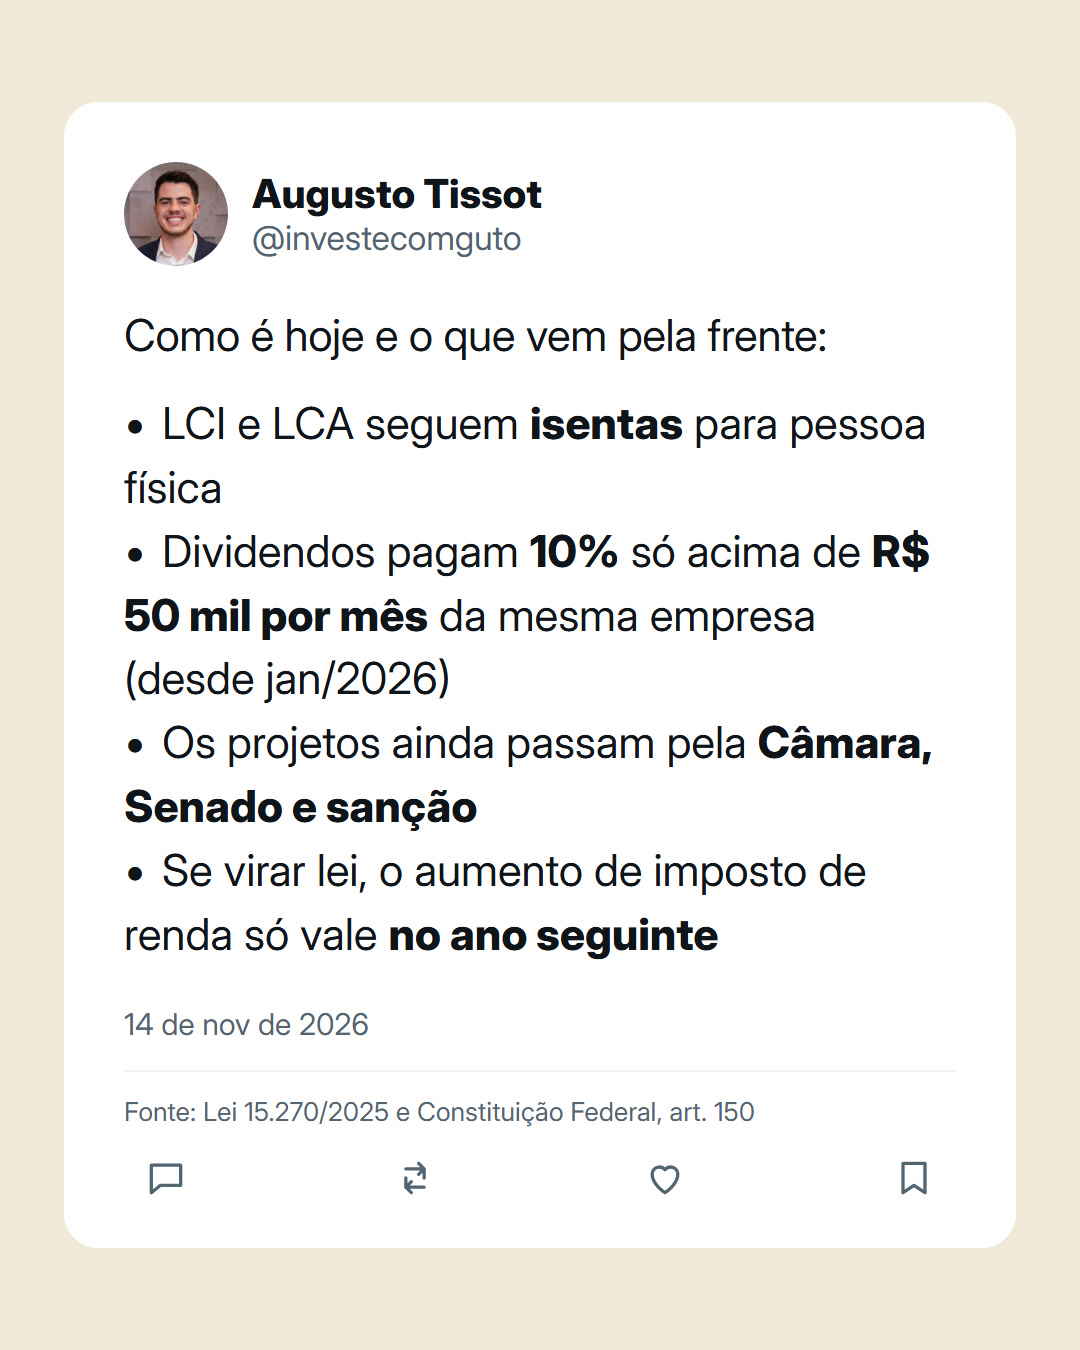 Augusto Tissot
@investecomguto
Como é hoje e o que vem pela frente:
• LCI e LCA seguem isentas para pessoa
física
• Dividendos pagam 10% só acima de R$
50 mil por mês da mesma empresa
(desde jan/2026)
• Os projetos ainda passam pela Câmara,
Senado e sanção
• Se virar lei, o aumento de imposto de
renda só vale no ano seguinte
14 de nov de 2026
Fonte: Lei 15.270/2025 e Constituição Federal, art. 150